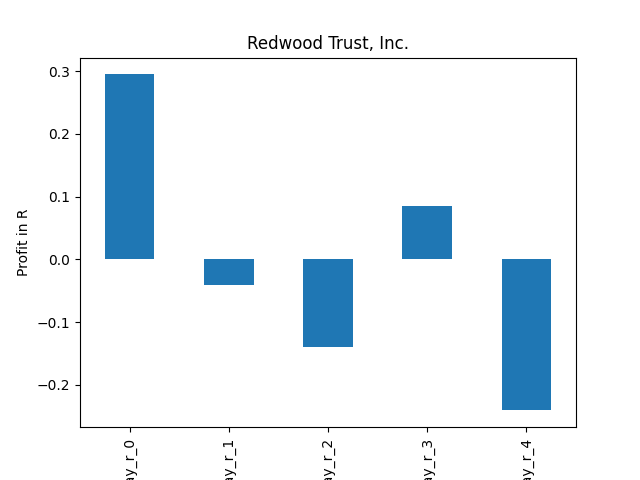 Redwood Trust, Inc.
Profit in R
0.3
0.2
0.1
0.0
−0.1
−0.2
ay_r_0
ay_r_1
ay_r_2
ay_r_3
ay_r_4